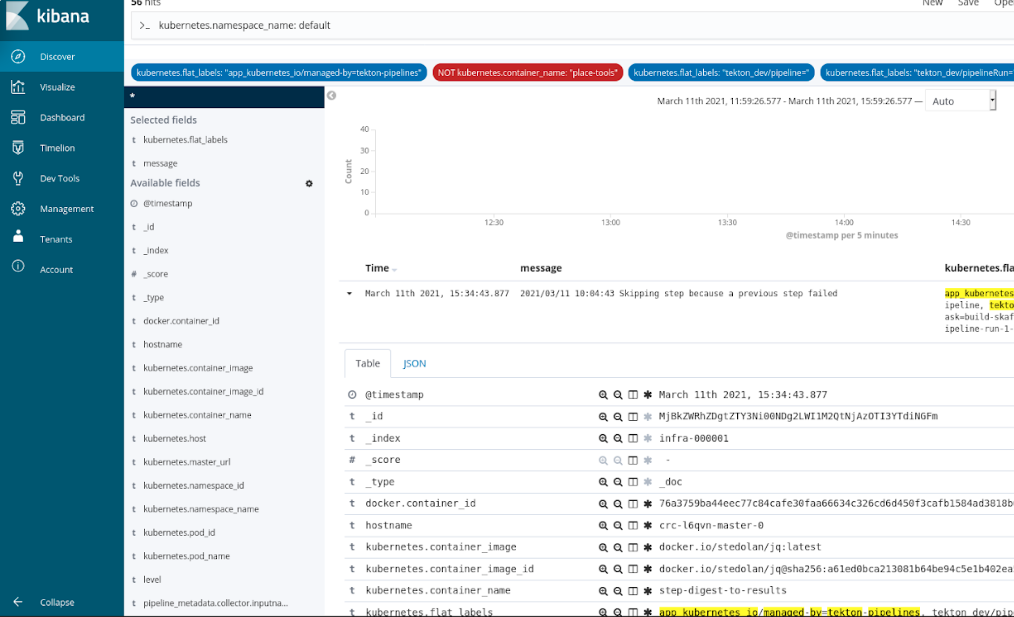 56 hits
New Save Open
kibana
>_ kubernetes.namespace_name: default
Discover
Visualize
Dashboard
Timelion
Dev Tools
Management
Tenants
Account
Collapse
kubernetes.flat_labels: "app_kubernetes_io/managed-by=tekton-pipelines" NOT kubernetes.container_name: "place-tools" kubernetes.flat_labels: "tekton_dev/pipeline=" kubernetes.flat_labels: "tekton_dev/pipelineRun=
*
Selected fields
t kubernetes.flat_labels
t message
Available fields
@timestamp
t _id
t _index
# _score
t _type
t docker.container_id
t hostname
t kubernetes.container_image
t kubernetes.container_image_id
t kubernetes.container_name
t kubernetes.host
t kubernetes.master_url
t kubernetes.namespace_id
t kubernetes.namespace_name
t kubernetes.pod_id
t kubernetes.pod_name
t level
t pipeline_metadata.collector.inputna...
March 11th 2021, 11:59:26.577 - March 11th 2021, 15:59:26.577 — Auto
Count
40
30
20
10
0
12:30 13:00 13:30 14:00 14:30
@timestamp per 5 minutes
Time message kubernetes.fla
March 11th 2021, 15:34:43.877 2021/03/11 10:04:43 Skipping step because a previous step failed app_kubernetes
ipeline, tekto
ask=build-skaf
ipeline-run-1-
Table JSON
@timestamp March 11th 2021, 15:34:43.877
t _id MjBkZWRhZDgtZTY3Ni00NDg2LWI1M2QtNjAzOTI3YTdiNGFm
t _index infra-000001
# _score -
t _type _doc
t docker.container_id 76a3759ba44eec77c84cafe30faa66634c326cd6d450f3cafb1584ad3818b
t hostname crc-l6qvn-master-0
t kubernetes.container_image docker.io/stedolan/jq:latest
t kubernetes.container_image_id docker.io/stedolan/jq@sha256:a61ed0bca213081b64be94c5e1b402ea
t kubernetes.container_name step-digest-to-results
t kubernetes.flat_labels app_kubernetes_io/managed-by=tekton-pipelines, tekton_dev/pip